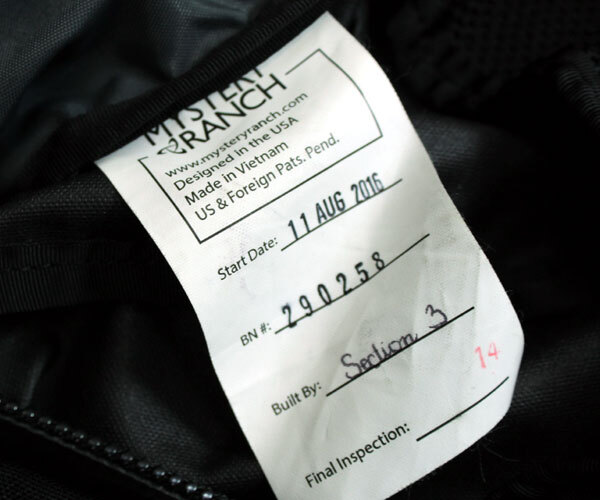 MYSTERY
RANCH
www.mysteryranch.com
Designed in the USA
Made in Vietnam
US & Foreign Pats. Pend.
Start Date: 11 AUG 2016
BN #: 290258
Built By: Section 3
14
Final Inspection: